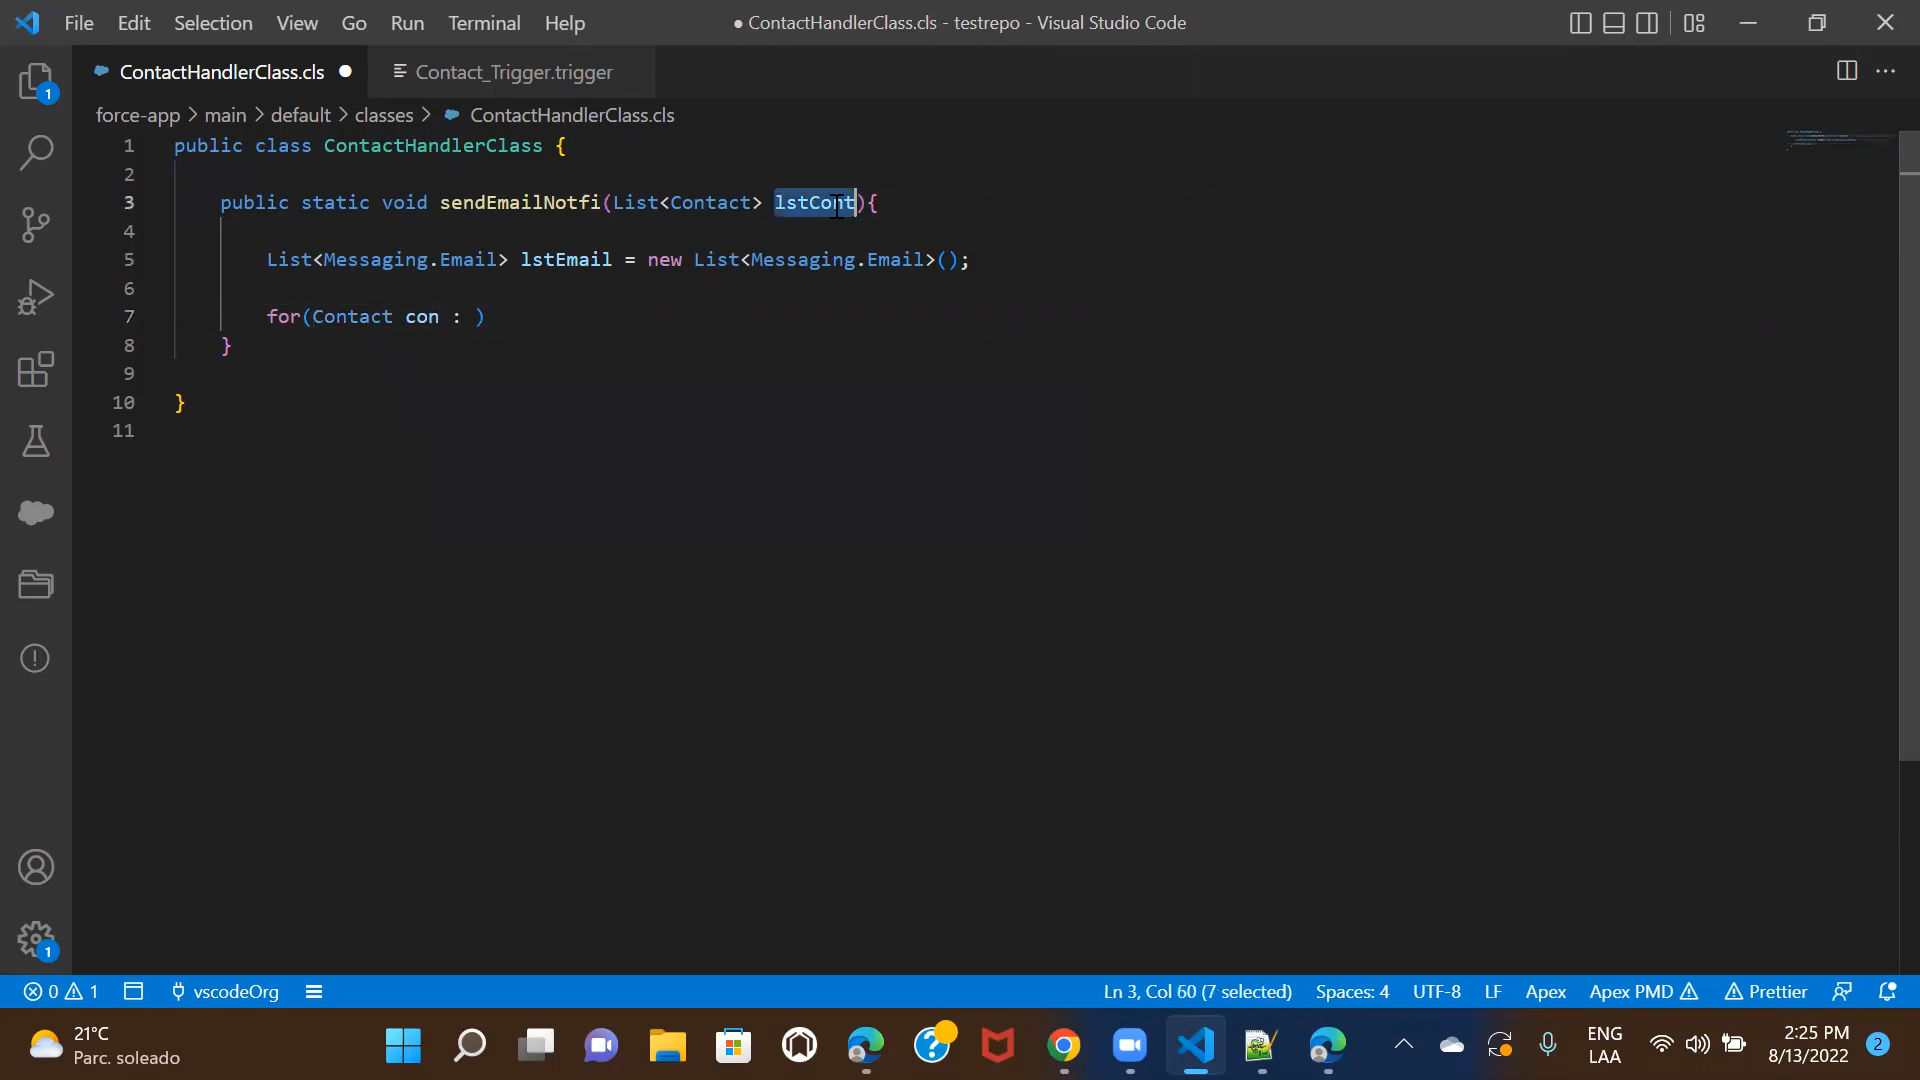 File Edit Selection View Go Run Terminal Help
● ContactHandlerClass.cls - testrepo - Visual Studio Code
ContactHandlerClass.cls ●
Contact_Trigger.trigger
force-app > main > default > classes > ContactHandlerClass.cls
1 public class ContactHandlerClass {
2
3 public static void sendEmailNotfi(List<Contact> lstCont){
4
5 List<Messaging.Email> lstEmail = new List<Messaging.Email>();
6
7 for(Contact con : )
8 }
9
10 }
11
1
1
0 1 vscodeOrg
Ln 3, Col 60 (7 selected) Spaces: 4 UTF-8 LF Apex Apex PMD Prettier
21°C
Parc. soleado
ENG
LAA
2:25 PM
8/13/2022
2